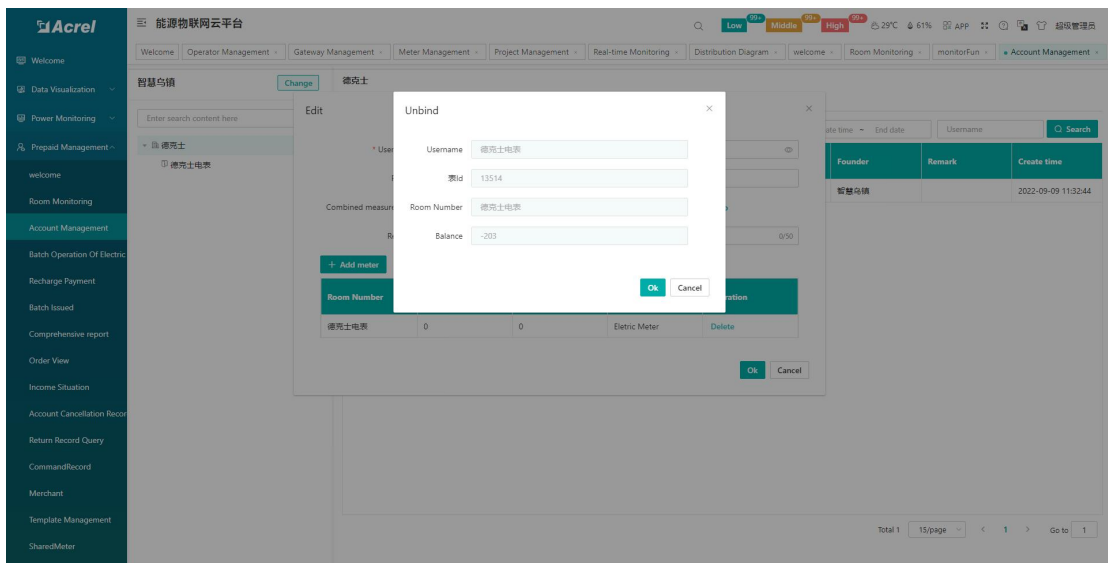 Acrel
能源物联网云平台
Low 99+ Middle 99+ High 99+ 29℃ 61% APP 超级管理员
Welcome Operator Management × Gateway Management × Meter Management × Project Management × Real-time Monitoring × Distribution Diagram × welcome × Room Monitoring × monitorFun × Account Management ×
Welcome
Data Visualization
Power Monitoring
Prepaid Management
welcome
Room Monitoring
Account Management
Batch Operation Of Electric
Recharge Payment
Batch Issued
Comprehensive report
Order View
Income Situation
Account Cancellation Recor
Return Record Query
CommandRecord
Merchant
Template Management
SharedMeter
智慧乌镇 Change
Enter search content here
德克士
德克士电表
德克士
ate time ~ End date Username Search
Founder Remark Create time
智慧乌镇 2022-09-09 11:32:44
Edit
* User
Combined measure
Re
0/50
+ Add meter
Room Number ration
德克士电表 0 0 Eletric Meter Delete
Ok Cancel
Unbind
Username 德克士电表
表Id 13514
Room Number 德克士电表
Balance -203
Ok Cancel
Total 1 15/page < 1 > Go to 1